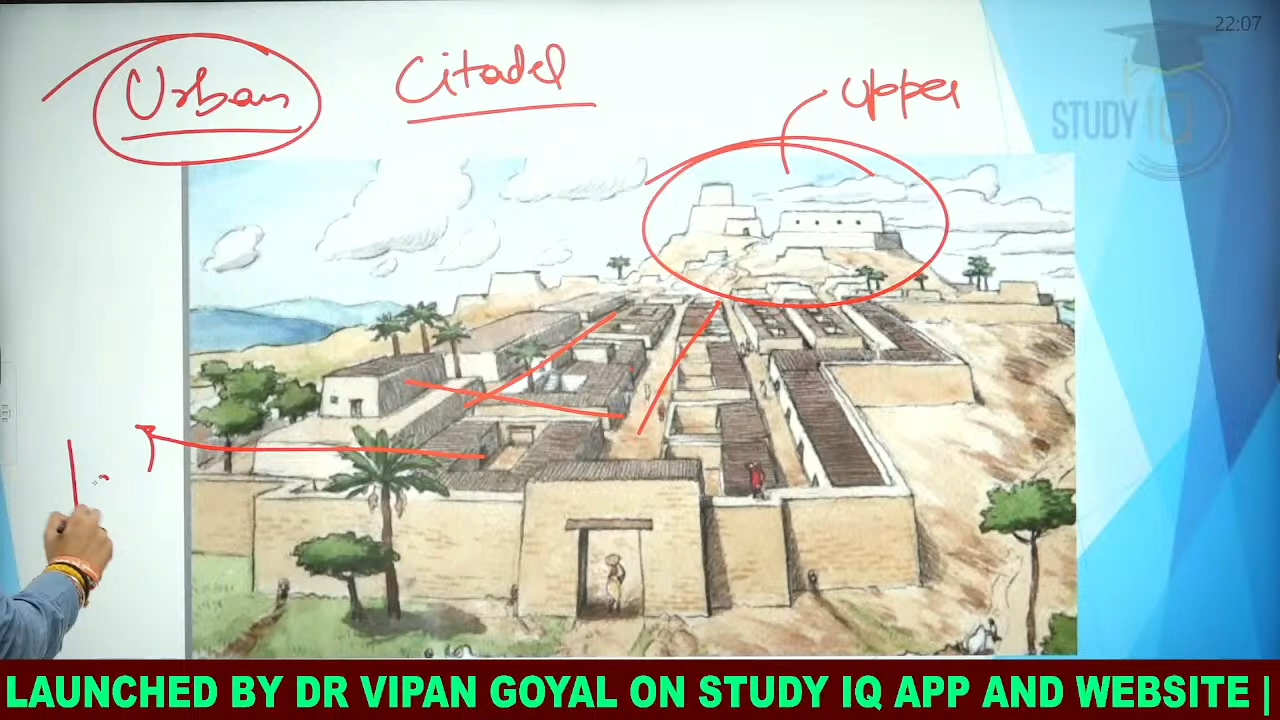 22:07
Urban
Citadel
upper
STUDY IQ
LAUNCHED BY DR VIPAN GOYAL ON STUDY IQ APP AND WEBSITE |